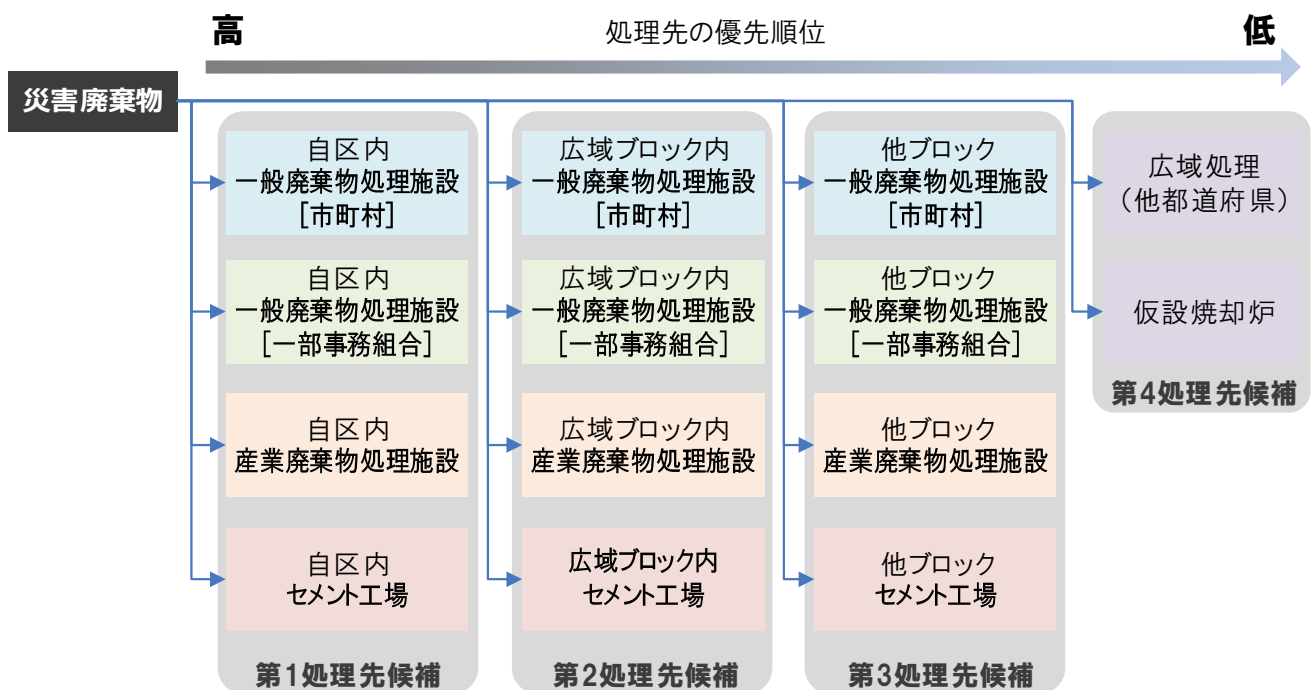 高
処理先の優先順位
低
災害廃棄物
自区内
一般廃棄物処理施設
[市町村]
自区内
一般廃棄物処理施設
[一部事務組合]
自区内
産業廃棄物処理施設
自区内
セメント工場
第1処理先候補
広域ブロック内
一般廃棄物処理施設
[市町村]
広域ブロック内
一般廃棄物処理施設
[一部事務組合]
広域ブロック内
産業廃棄物処理施設
広域ブロック内
セメント工場
第2処理先候補
他ブロック
一般廃棄物処理施設
[市町村]
他ブロック
一般廃棄物処理施設
[一部事務組合]
他ブロック
産業廃棄物処理施設
他ブロック
セメント工場
第3処理先候補
広域処理
（他都道府県）
仮設焼却炉
第4処理先候補